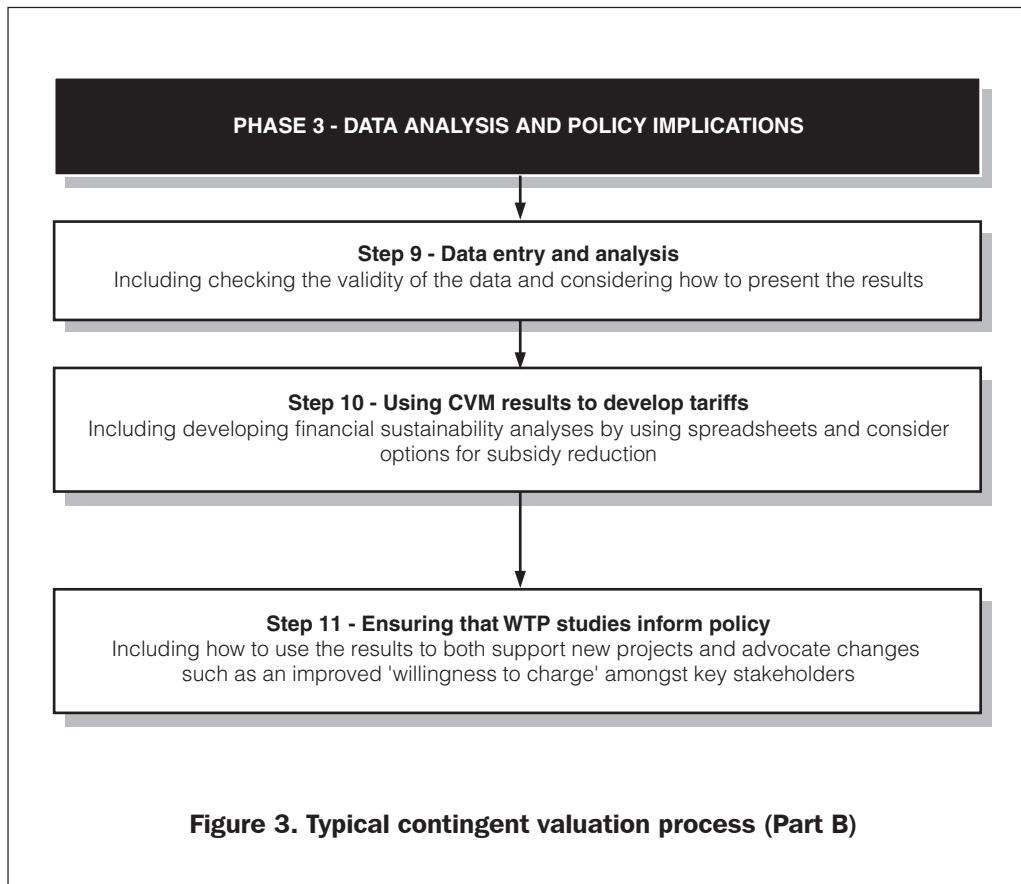 PHASE 3 - DATA ANALYSIS AND POLICY IMPLICATIONS
Step 9 - Data entry and analysis
Including checking the validity of the data and considering how to present the results
Step 10 - Using CVM results to develop tariffs
Including developing financial sustainability analyses by using spreadsheets and consider
options for subsidy reduction
Step 11 - Ensuring that WTP studies inform policy
Including how to use the results to both support new projects and advocate changes
such as an improved 'willingness to charge' amongst key stakeholders
Figure 3. Typical contingent valuation process (Part B)